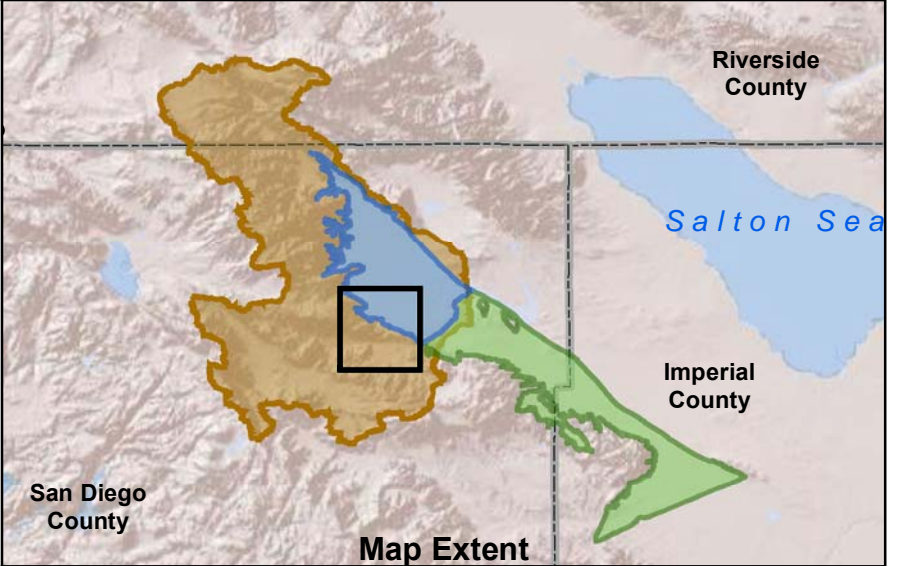 Riverside
County
Salton Sea
Imperial
County
San Diego
County
Map Extent